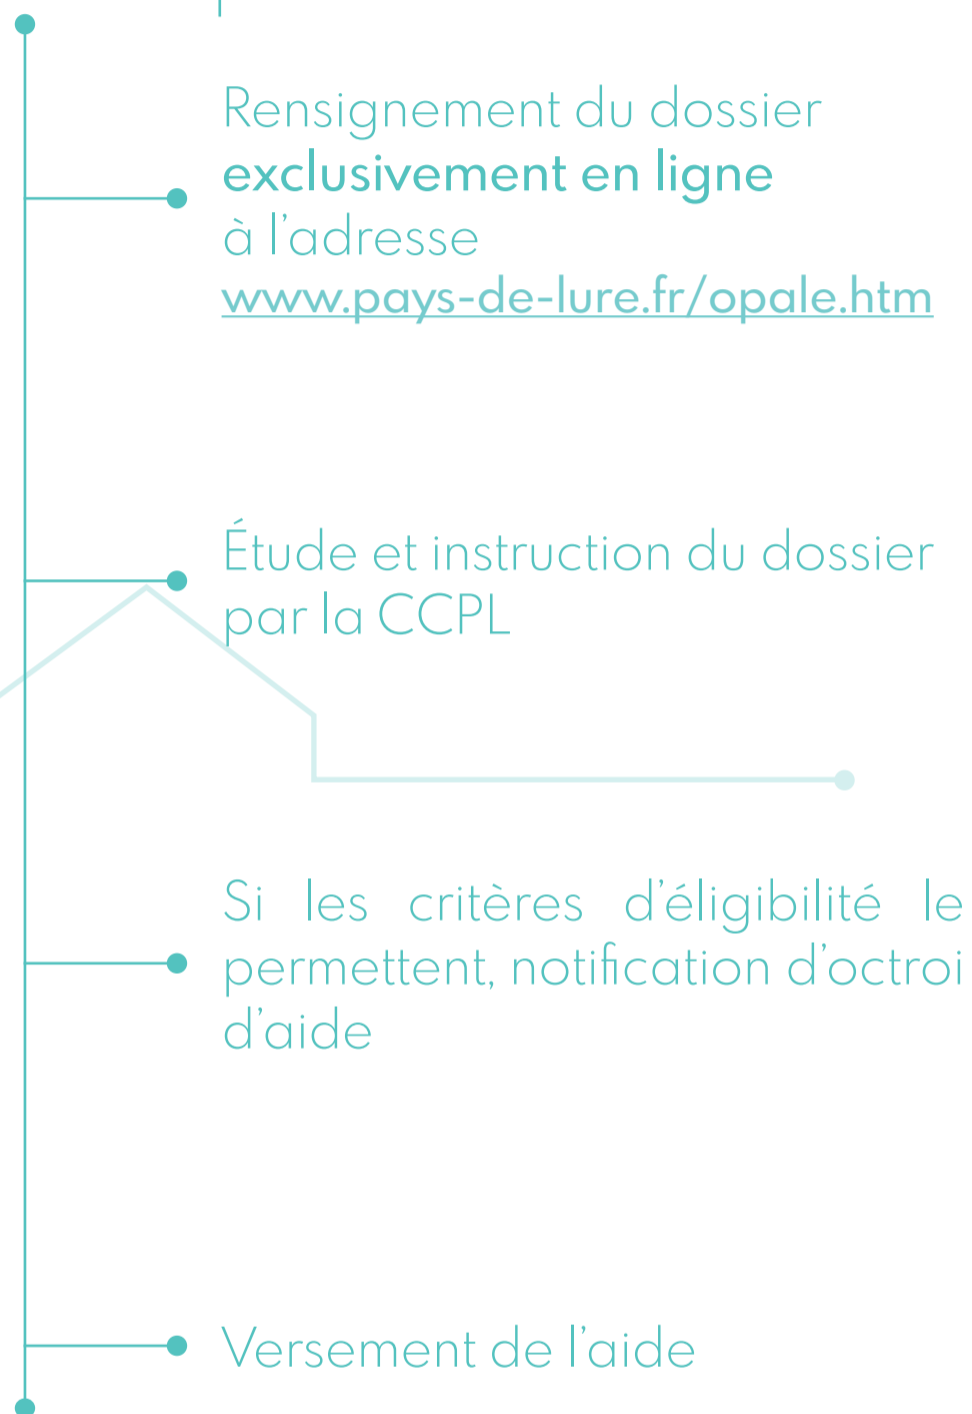 Rensignement du dossier
exclusivement en ligne
à l’adresse
www.pays-de-lure.fr/opale.htm
Étude et instruction du dossier
par la CCPL
Si les critères d’éligibilité le
permettent, notification d’octroi
d’aide
Versement de l’aide